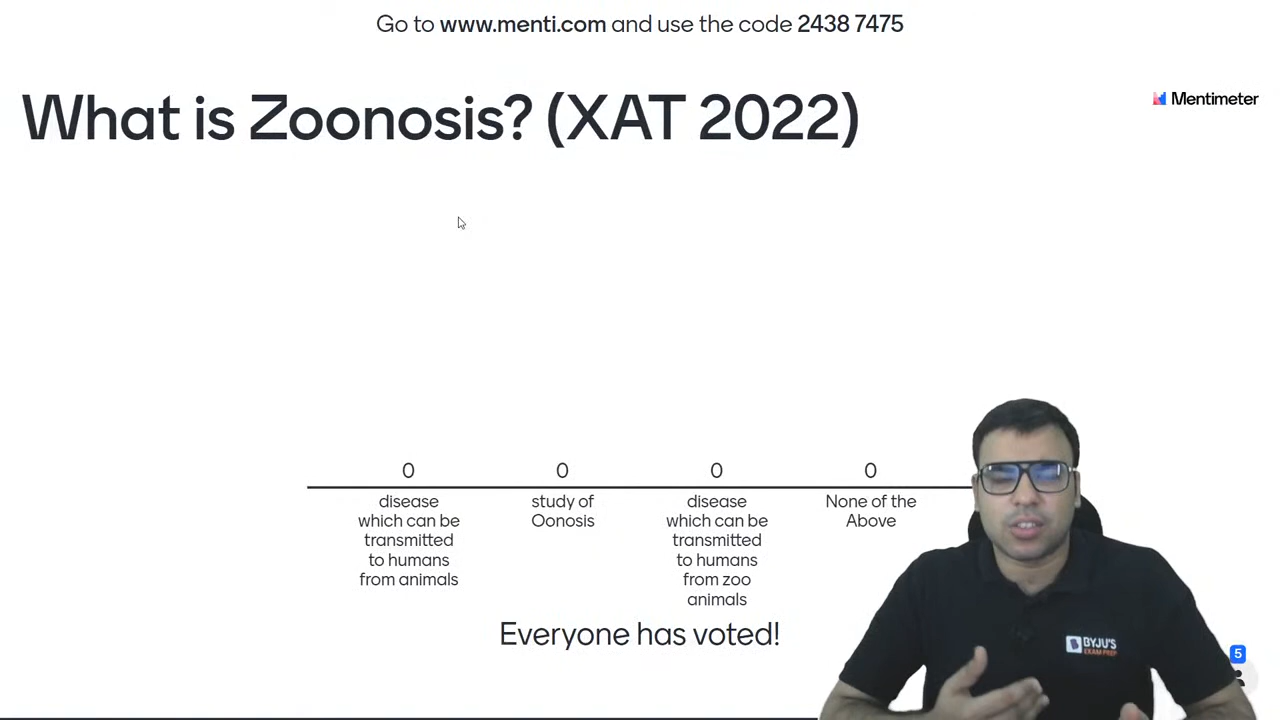 Go to www.menti.com and use the code 2438 7475
What is Zoonosis? (XAT 2022)
Mentimeter
0
0
0
0
disease
which can be
transmitted
to humans
from animals
study of
Oonosis
disease
which can be
transmitted
to humans
from zoo
animals
None of the
Above
Everyone has voted!
BYJU'S
EXAM PREP
5